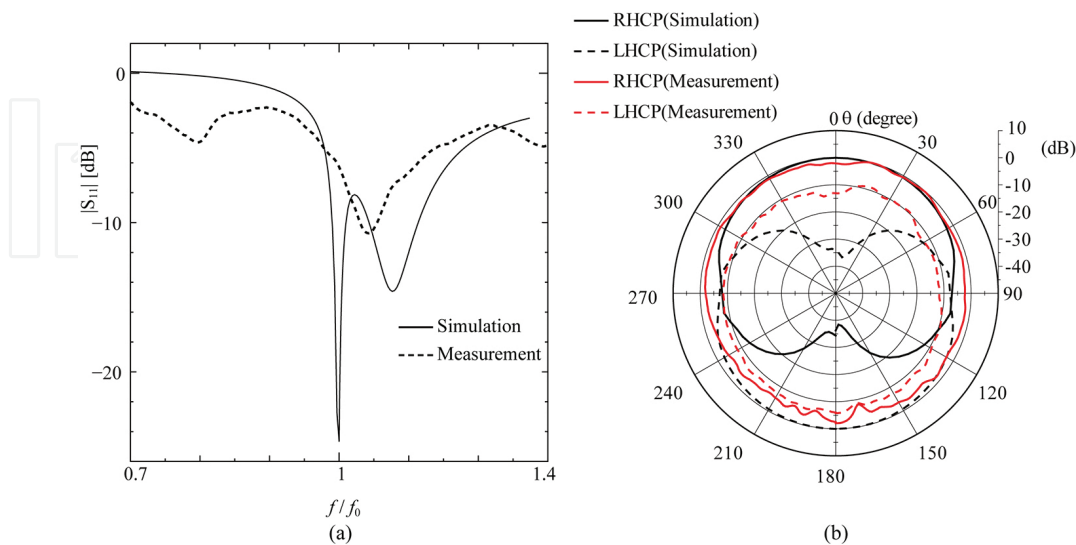 RHCP(Simulation)
LHCP(Simulation)
RHCP(Measurement)
LHCP(Measurement)
0
−10
−20
|S₁₁| [dB]
Simulation
Measurement
0.7
1
1.4
f / f₀
(a)
0 θ (degree)
30
60
90
120
150
180
210
240
270
300
330
10
0
-10
-20
-30
-40
(dB)
(b)